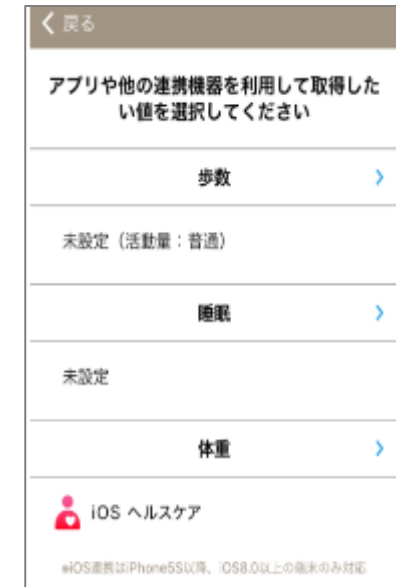 戻る
アプリや他の連携機器を利用して取得した
い値を選択してください
歩数
未設定（活動量：普通）
睡眠
未設定
体重
iOS ヘルスケア
※iOS連携はiPhone5S以降、iOS8.0以上の端末のみ対応